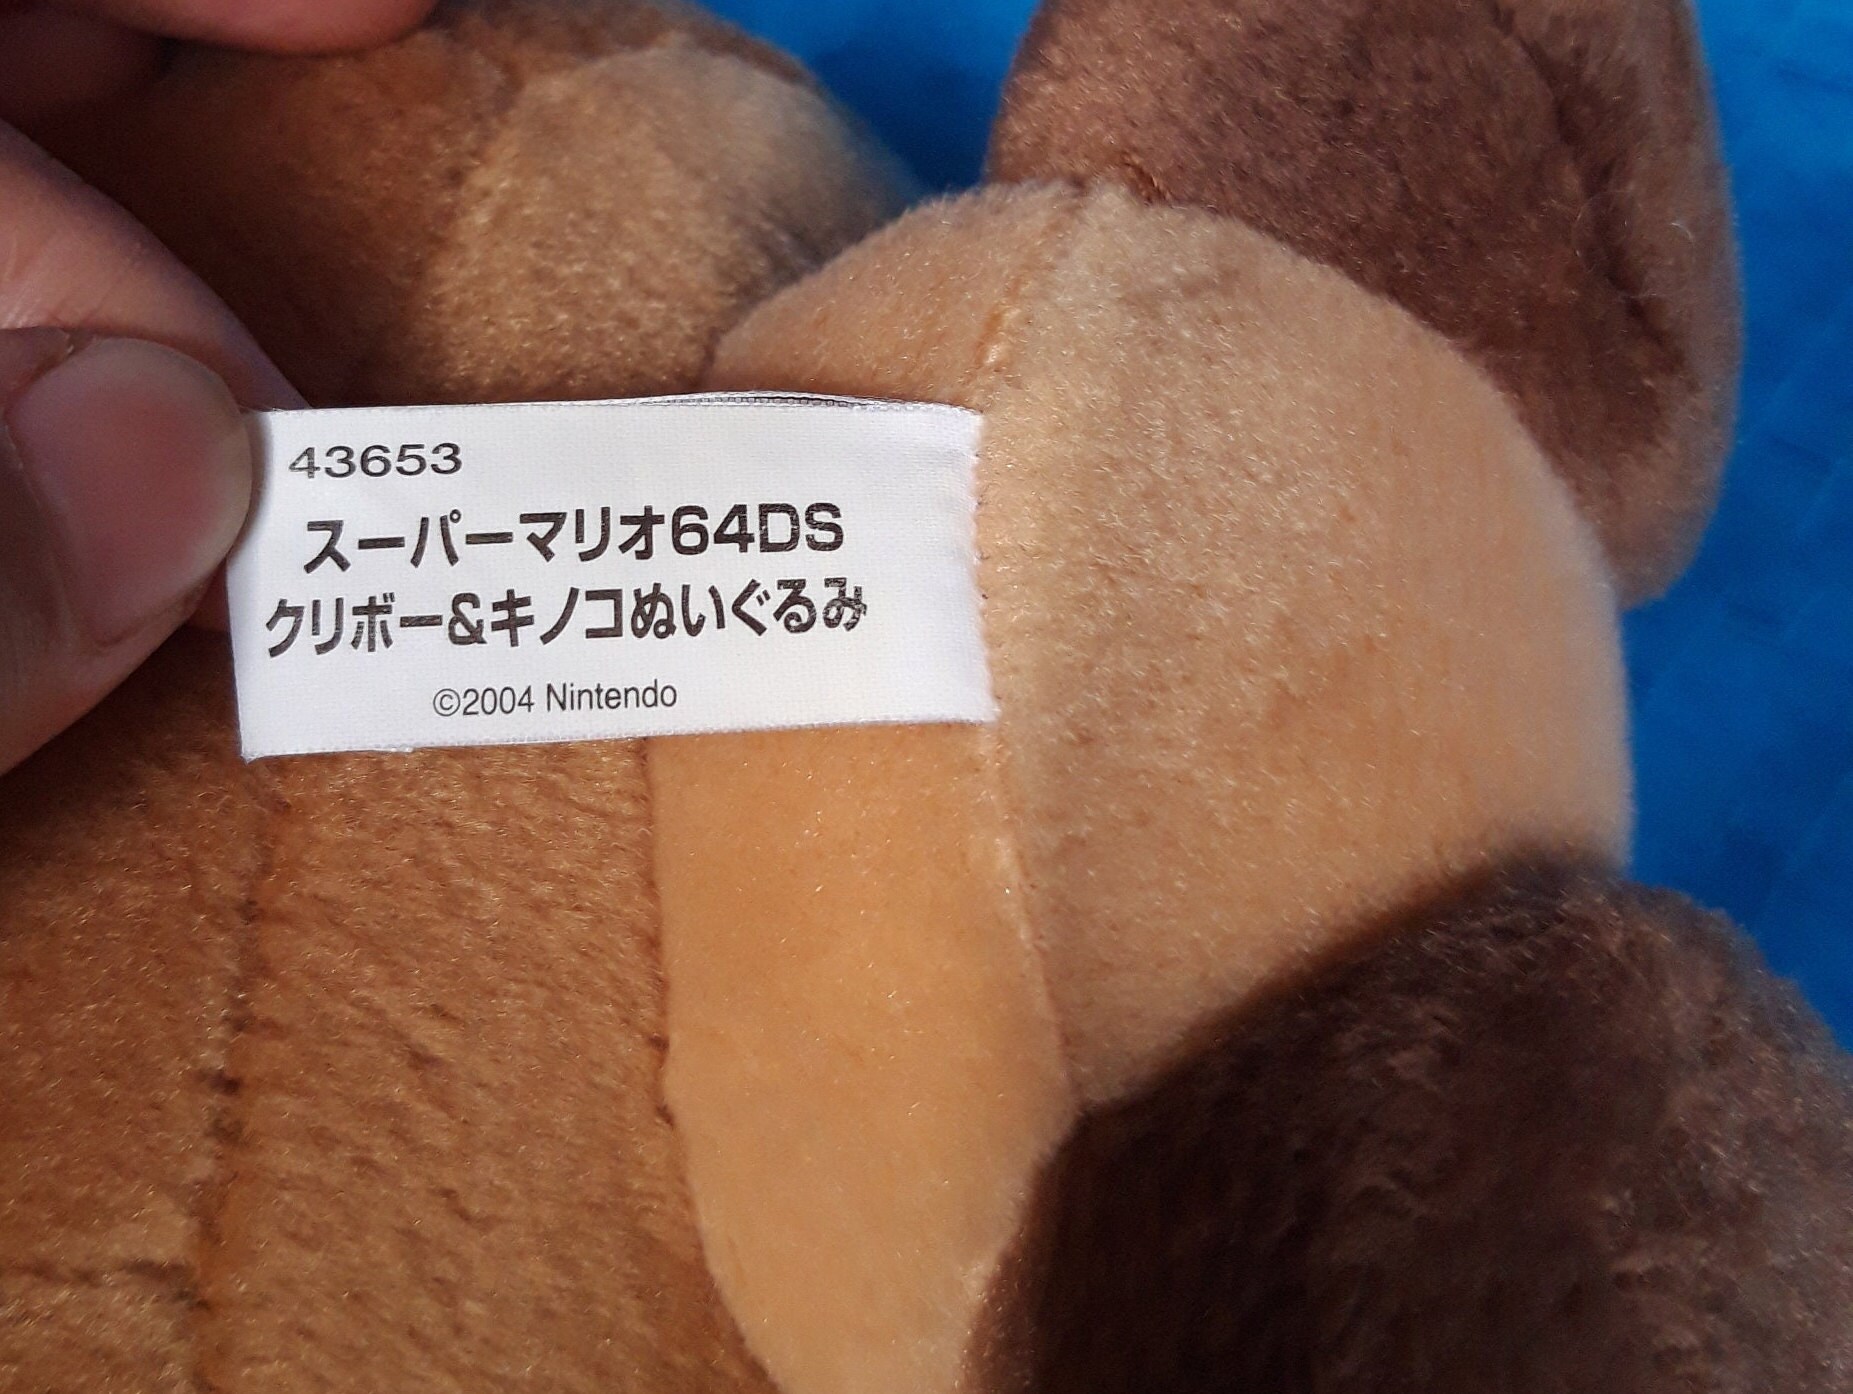 43653
スーパーマリオ64DS
クリボー&キノコぬいぐるみ
©2004 Nintendo